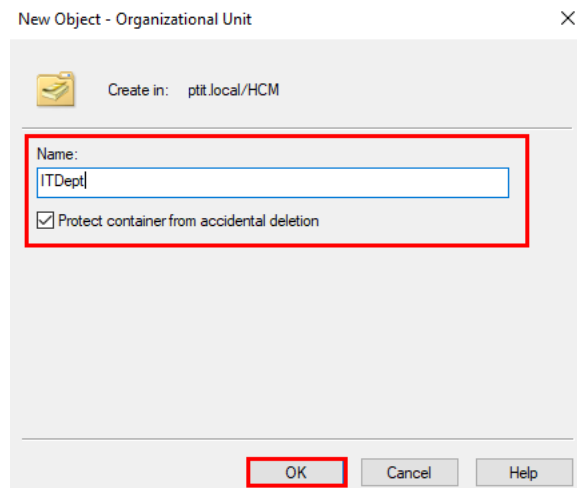 New Object - Organizational Unit
Create in: ptit.local/HCM
Name:
ITDept
Protect container from accidental deletion
OK Cancel Help